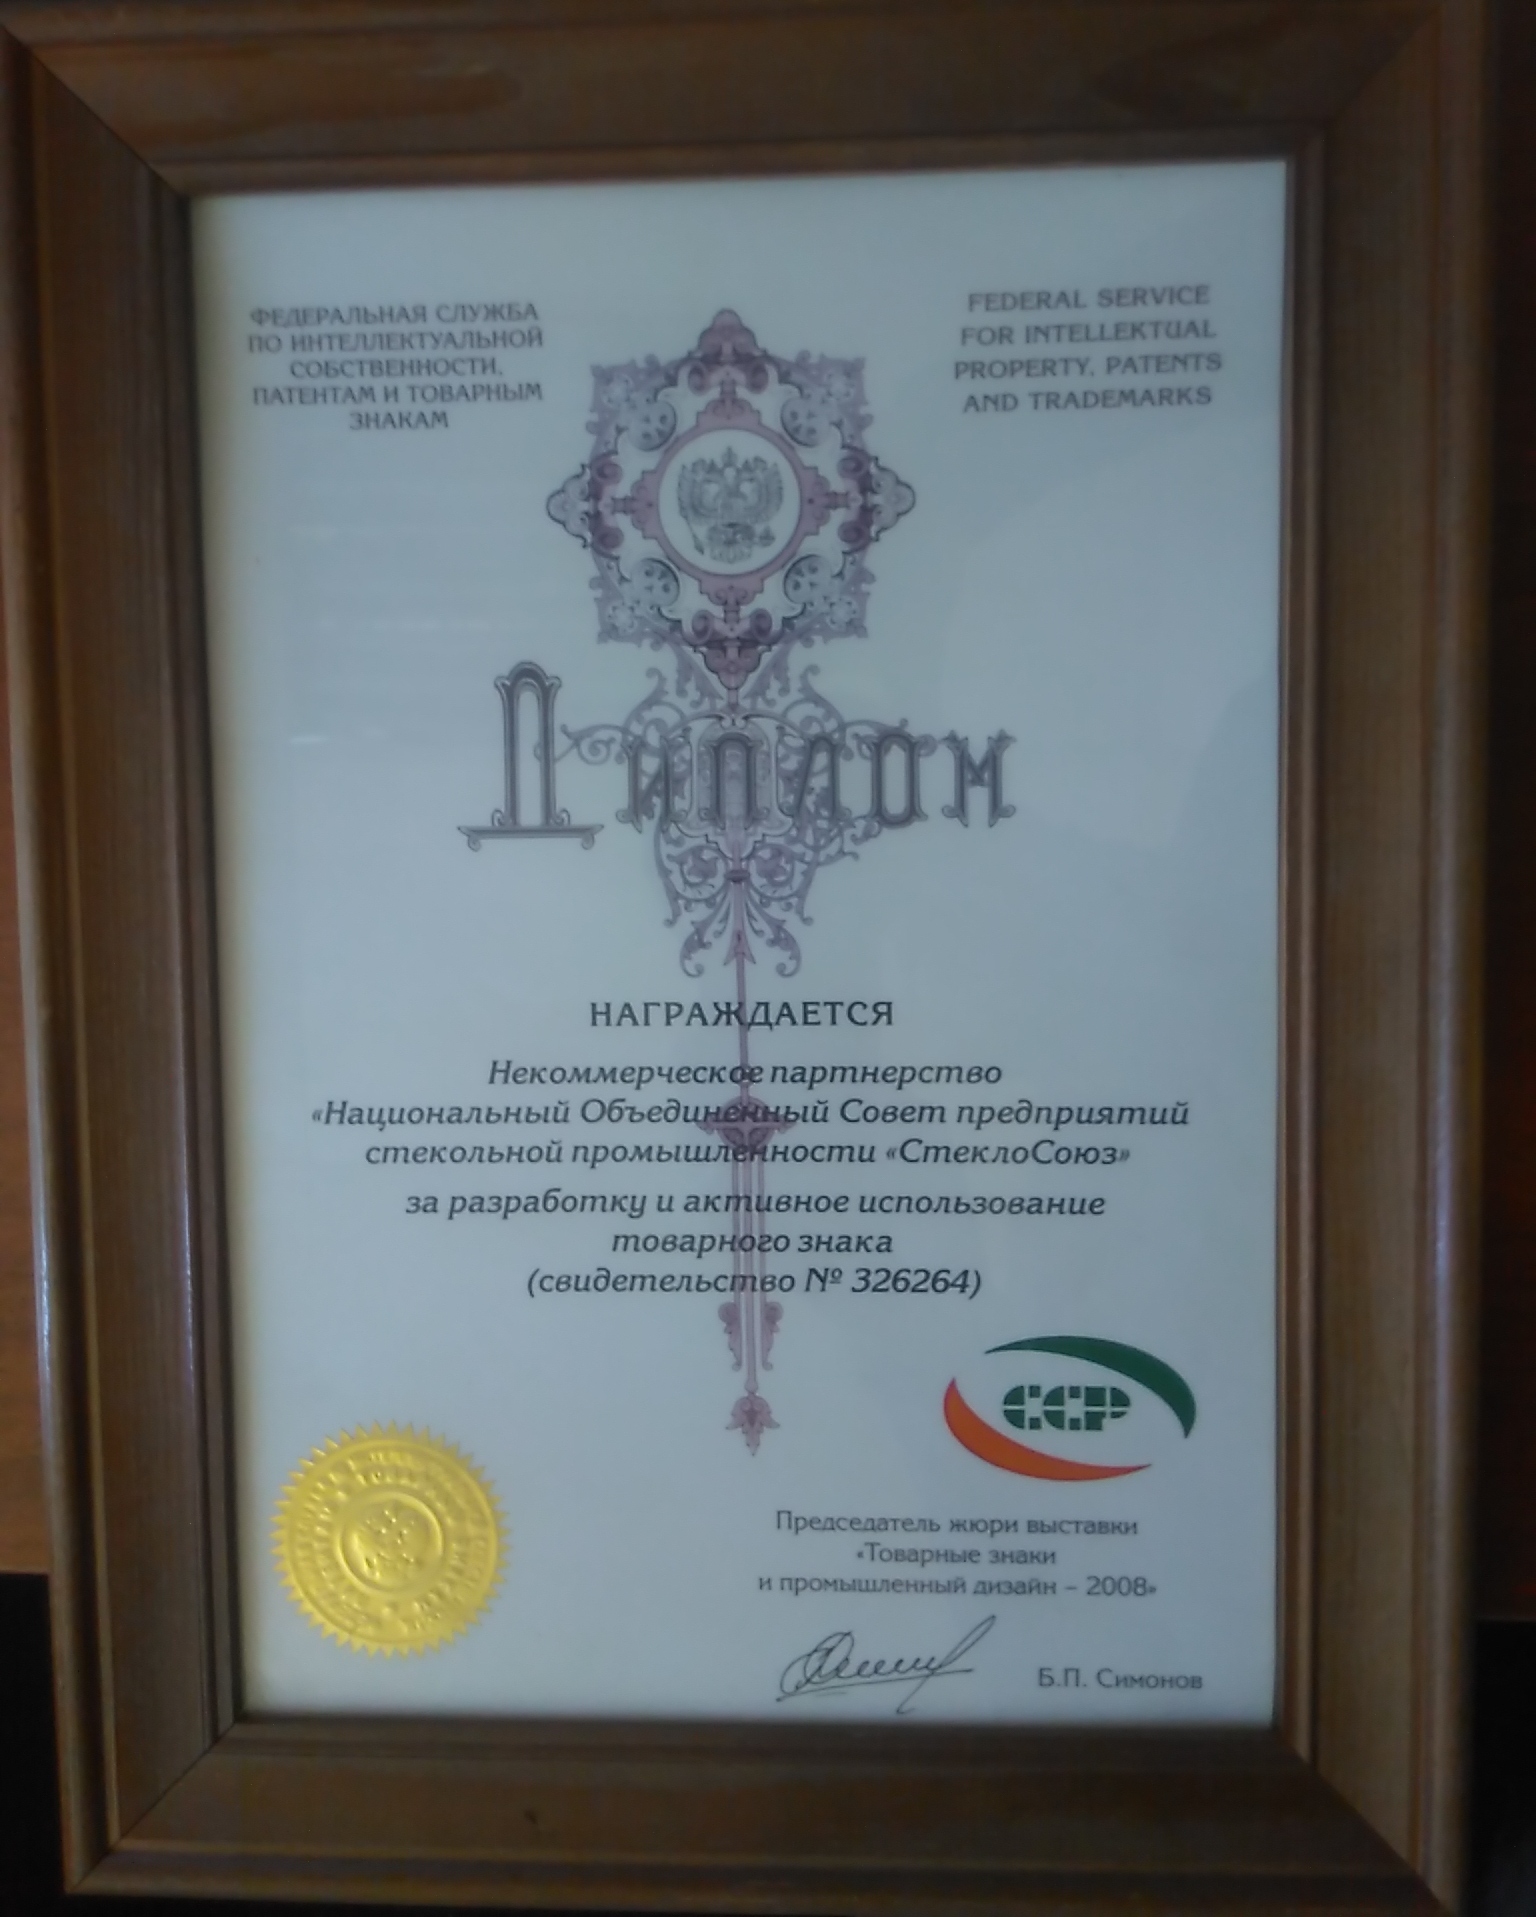 ФЕДЕРАЛЬНАЯ СЛУЖБА
ПО ИНТЕЛЛЕКТУАЛЬНОЙ
СОБСТВЕННОСТИ,
ПАТЕНТАМ И ТОВАРНЫМ
ЗНАКАМ
FEDERAL SERVICE
FOR INTELLEKTUAL
PROPERTY, PATENTS
AND TRADEMARKS
Диплом
НАГРАЖДАЕТСЯ
Некоммерческое партнерство
«Национальный Объединенный Совет предприятий
стекольной промышленности «СтеклоСоюз»
за разработку и активное использование
товарного знака
(свидетельство № 326264)
ССР
Председатель жюри выставки
«Товарные знаки
и промышленный дизайн – 2008»
Б.П. Симонов